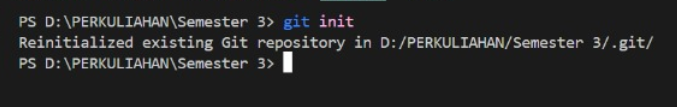 PS D:\PERKULIAHAN\Semester 3> git init
Reinitialized existing Git repository in D:/PERKULIAHAN/Semester 3/.git/
PS D:\PERKULIAHAN\Semester 3>